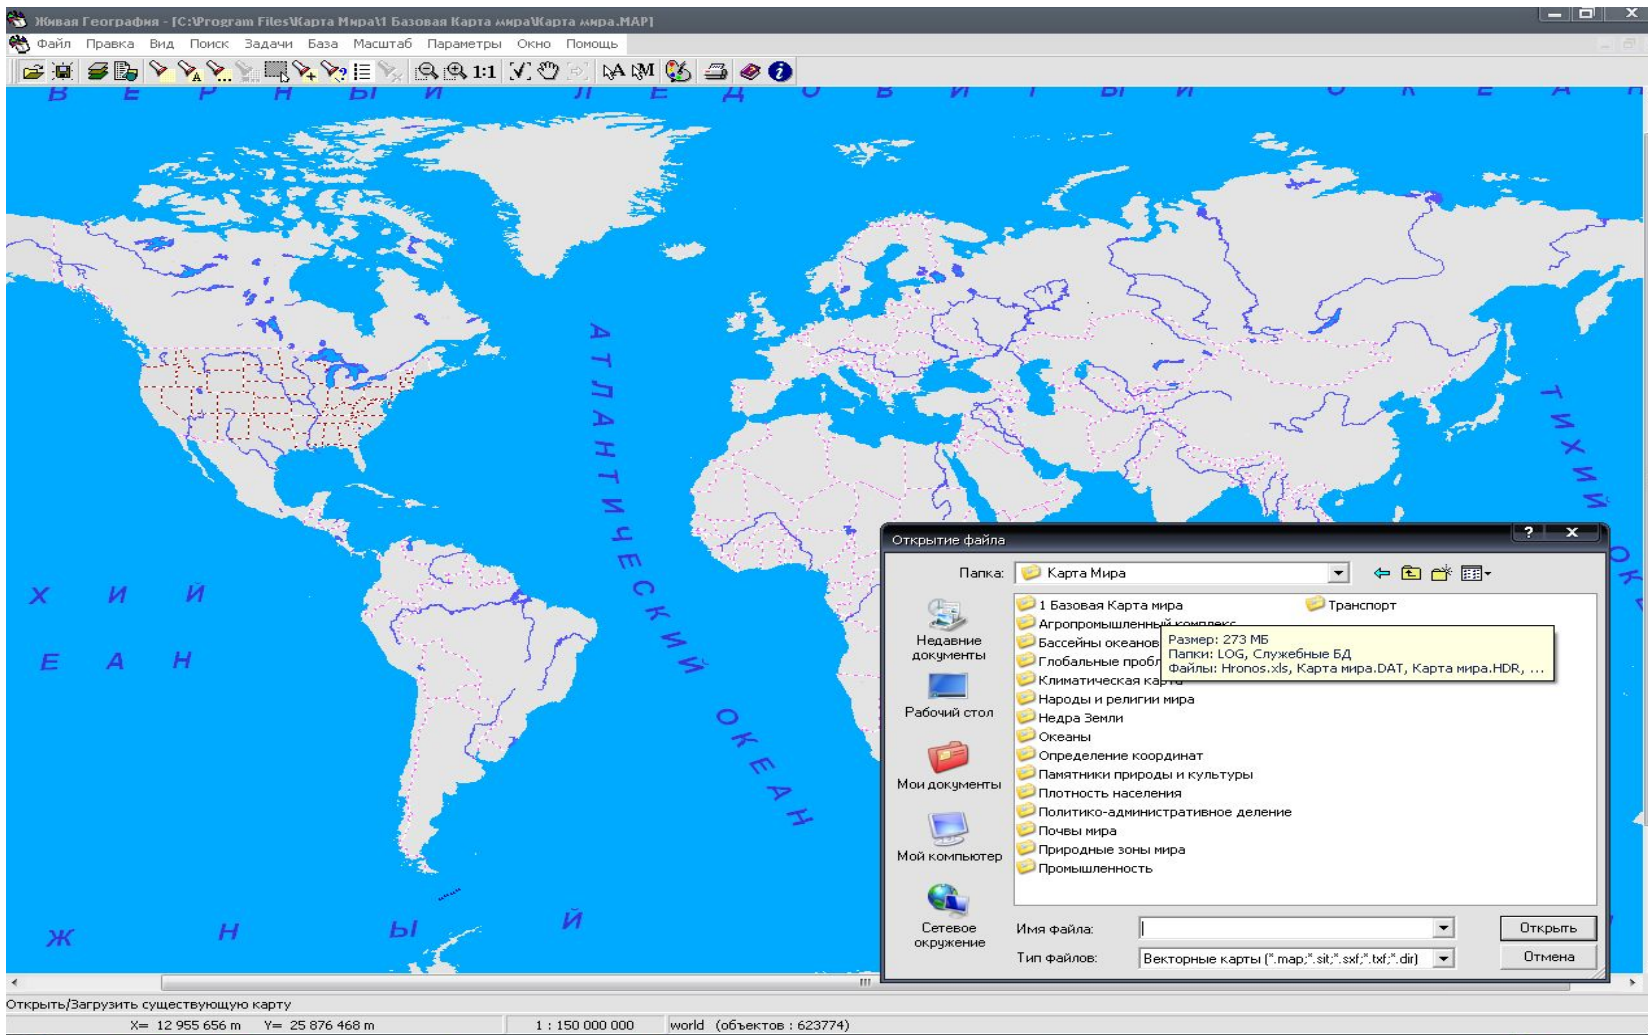 Живая География - [C:\Program Files\Карта Мира\1 Базовая Карта мира\Карта мира.MAP]
Файл Правка Вид Поиск Задачи База Масштаб Параметры Окно Помощь
1:1 A M
В Е Р Н Ы Й Л Е Д О В И Т Ы Й О К Е А Н
АТЛАНТИЧЕСКИЙ ОКЕАН
ТИХИЙ
ОКЕ
Х И Й
Е А Н
Ж Н Ы Й
Открытие файла
Папка: Карта Мира
Недавние документы
Рабочий стол
Мои документы
Мой компьютер
Сетевое окружение
1 Базовая Карта мира
Агропромышленный комплекс
Бассейны океанов
Глобальные пробл
Климатическая карта
Народы и религии мира
Недра Земли
Океаны
Определение координат
Памятники природы и культуры
Плотность населения
Политико-административное деление
Почвы мира
Природные зоны мира
Промышленность
Транспорт
Размер: 273 МБ
Папки: LOG, Служебные БД
Файлы: Hronos.xls, Карта мира.DAT, Карта мира.HDR, ...
Имя файла:
Открыть
Тип файлов: Векторные карты (*.map;*.sit;*.sxf;*.txf;*.dir)
Отмена
Открыть/Загрузить существующую карту
X= 12 955 656 m Y= 25 876 468 m 1 : 150 000 000 world (объектов : 623774)